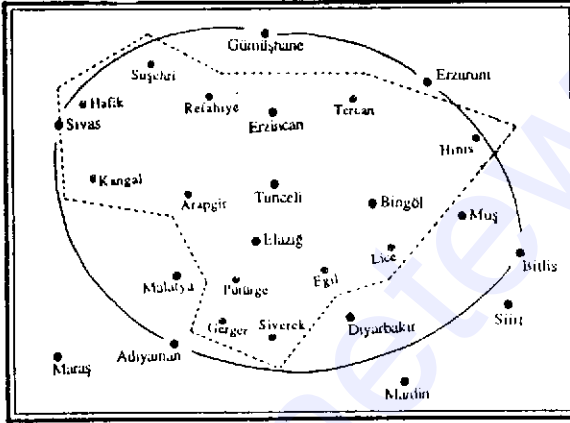 Gümüşhane
Suşehri
Erzurum
Hafik
Refahiye
Tercan
Sivas
Erzincan
Hınıs
Kangal
Arapgir
Tunceli
Bingöl
Muş
Elazığ
Lice
Bitlis
Malatya
Pütürge
Eğil
Siirt
Gerger
Siverek
Diyarbakır
Adıyaman
Maraş
Mardin